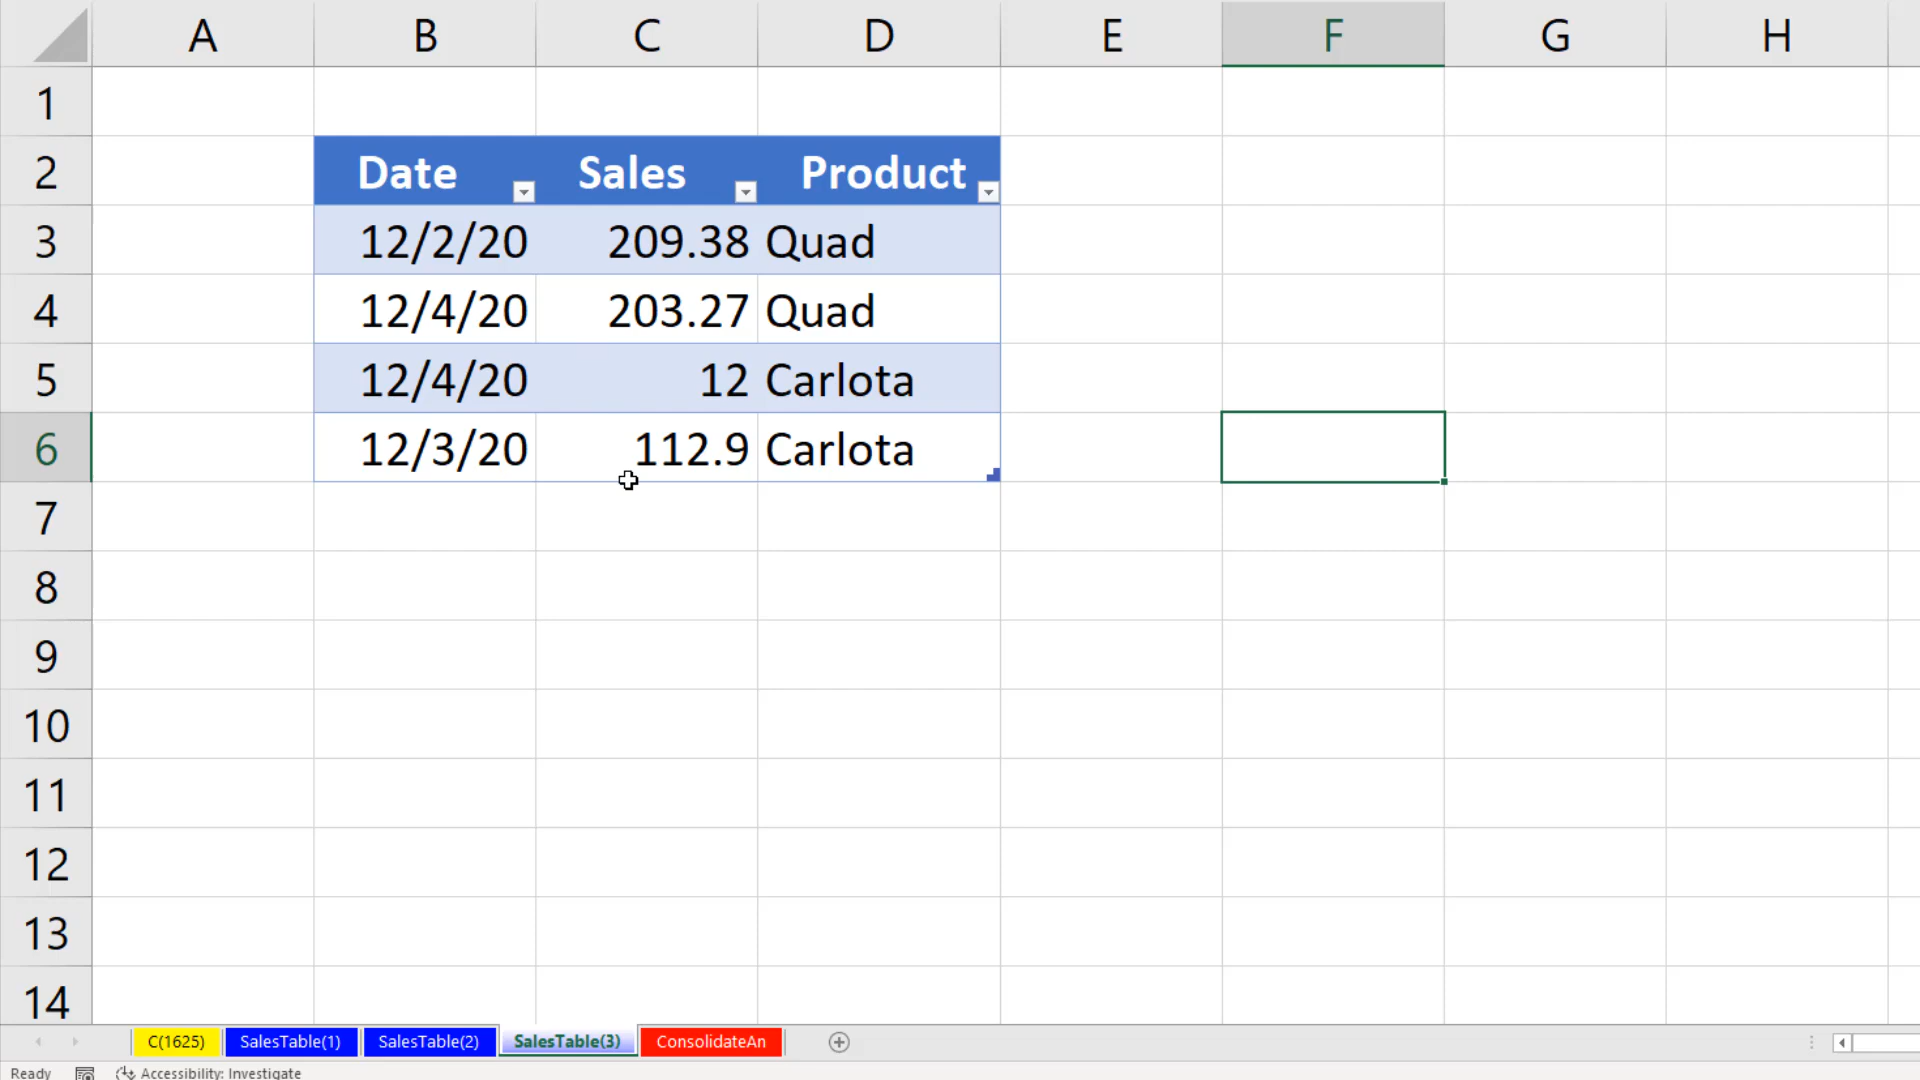 A B C D E F G H
1
2 Date Sales Product
3 12/2/20 209.38 Quad
4 12/4/20 203.27 Quad
5 12/4/20 12 Carlota
6 12/3/20 112.9 Carlota
7
8
9
10
11
12
13
14
C(1625) SalesTable(1) SalesTable(2) SalesTable(3) ConsolidateAn
Ready Accessibility: Investigate